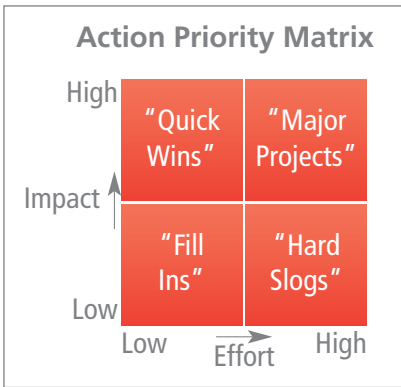 Action Priority Matrix
High
"Quick
Wins"
"Major
Projects"
Impact
"Fill
Ins"
"Hard
Slogs"
Low
Low
Effort
High